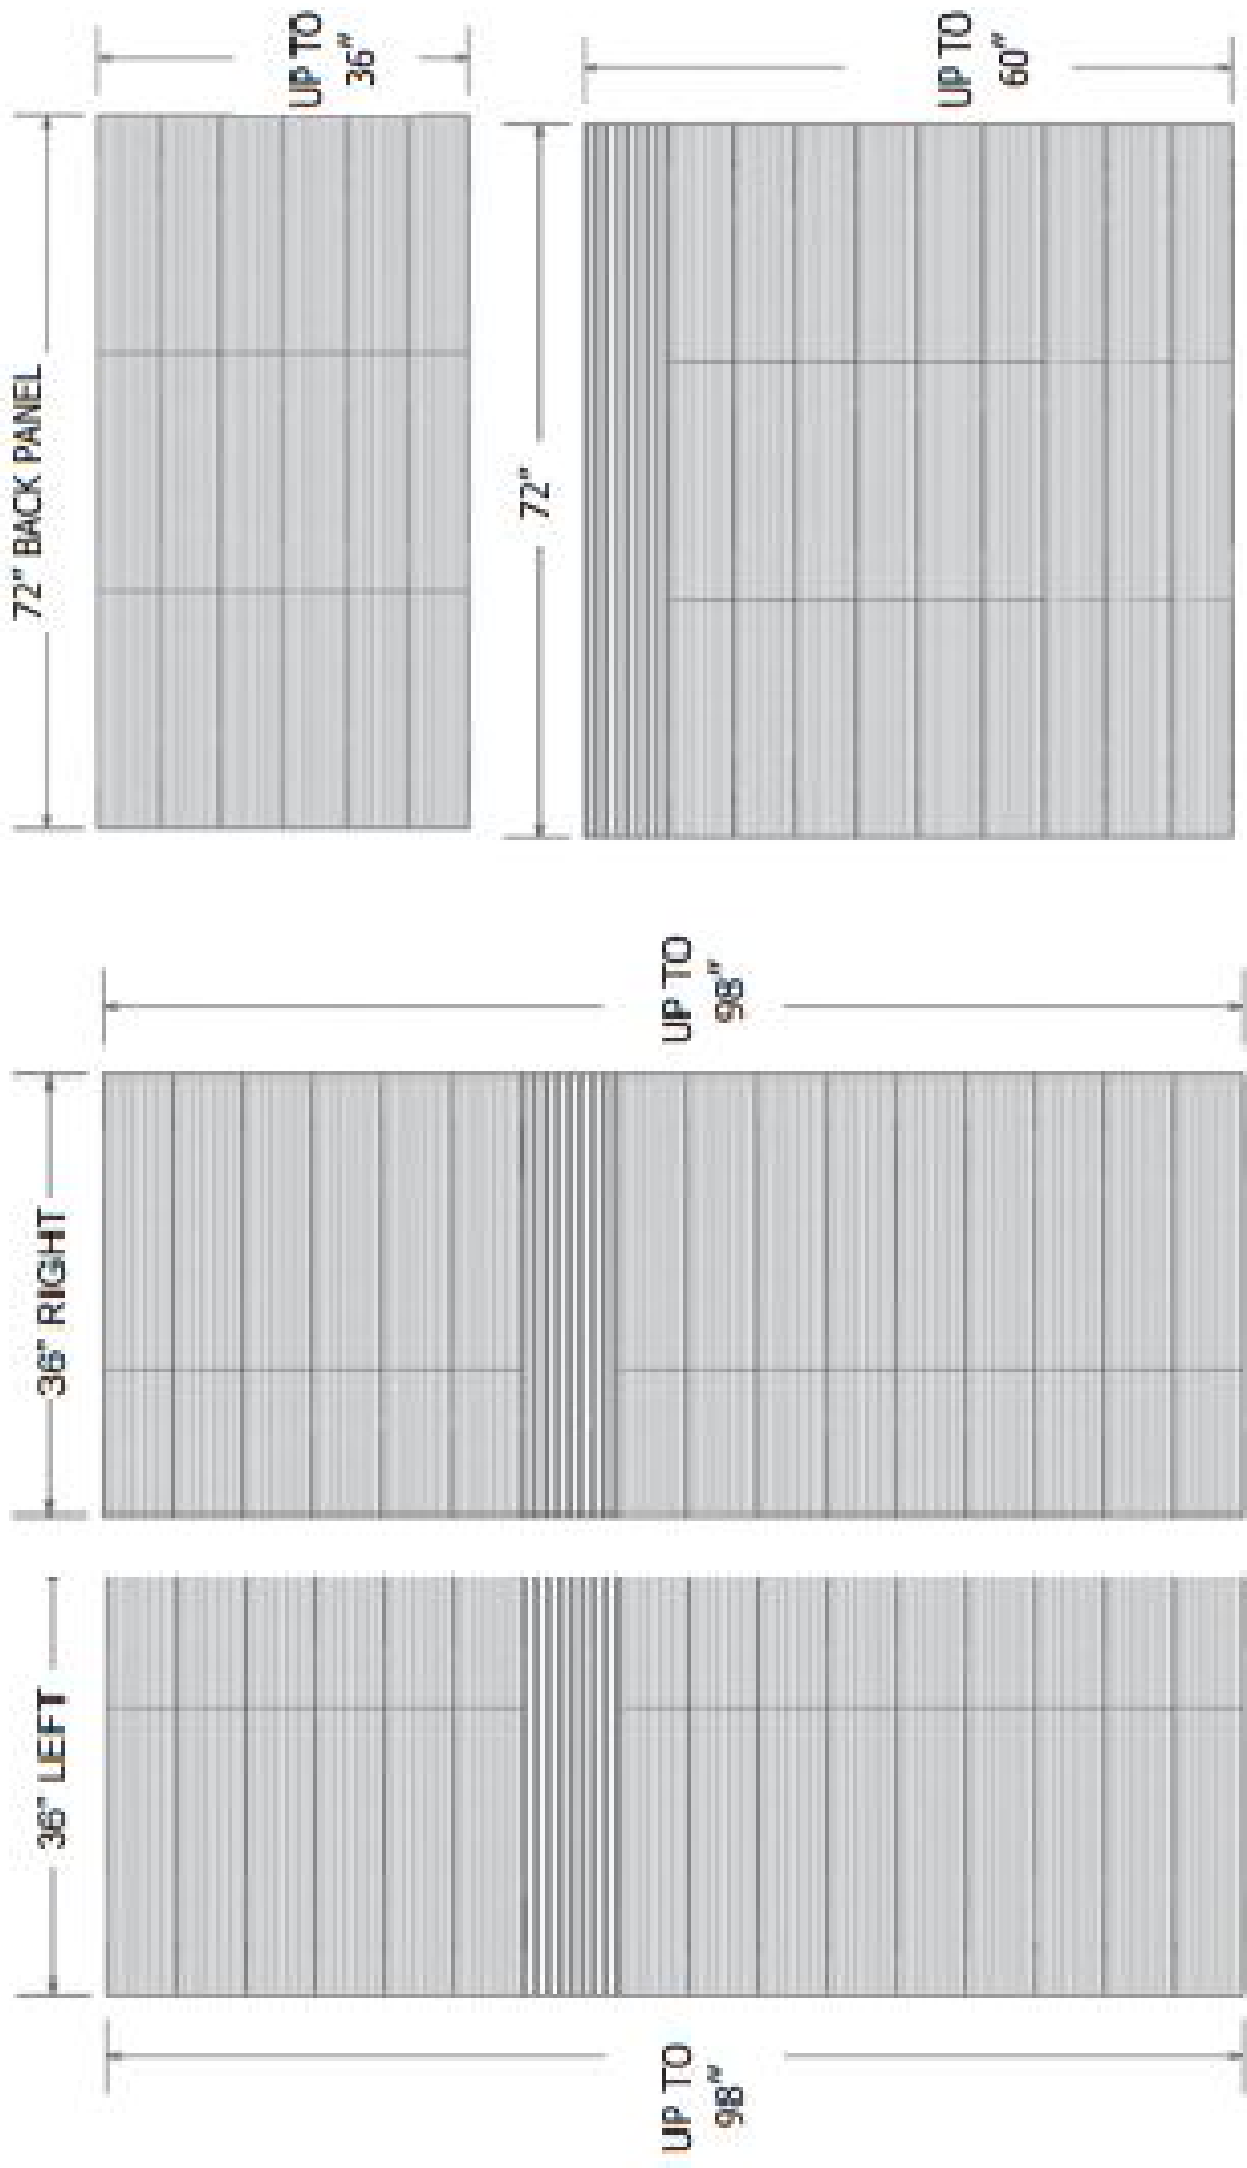 36" LEFT
36" RIGHT
72" BACK PANEL
UP TO
98"
UP TO
98"
UP TO
36"
72"
UP TO
60"